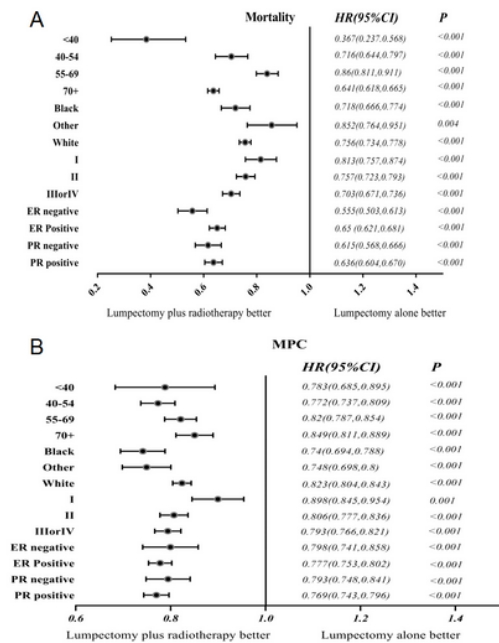 A
Mortality HR(95%CI) P
<40 0.367(0.237,0.568) <0.001
40-54 0.716(0.644,0.797) <0.001
55-69 0.86(0.811,0.911) <0.001
70+ 0.641(0.618,0.665) <0.001
Black 0.718(0.666,0.774) <0.001
Other 0.852(0.764,0.951) 0.004
White 0.756(0.734,0.778) <0.001
I 0.813(0.757,0.874) <0.001
II 0.757(0.723,0.793) <0.001
IIIorIV 0.703(0.671,0.736) <0.001
ER negative 0.555(0.503,0.613) <0.001
ER Positive 0.65 (0.621,0.681) <0.001
PR negative 0.615(0.568,0.666) <0.001
PR positive 0.636(0.604,0.670) <0.001
0.2 0.4 0.6 0.8 1.0 1.2 1.4
Lumpectomy plus radiotherapy better Lumpectomy alone better
B
MPC
HR(95%CI) P
<40 0.783(0.685,0.895) <0.001
40-54 0.772(0.737,0.809) <0.001
55-69 0.82(0.787,0.854) <0.001
70+ 0.849(0.811,0.889) <0.001
Black 0.74(0.694,0.788) <0.001
Other 0.748(0.698,0.8) <0.001
White 0.823(0.804,0.843) <0.001
I 0.898(0.845,0.954) 0.001
II 0.806(0.777,0.836) <0.001
IIIorIV 0.793(0.766,0.821) <0.001
ER negative 0.798(0.741,0.858) <0.001
ER Positive 0.777(0.753,0.802) <0.001
PR negative 0.793(0.748,0.841) <0.001
PR positive 0.769(0.743,0.796) <0.001
0.6 0.8 1.0 1.2 1.4
Lumpectomy plus radiotherapy better Lumpectomy alone better